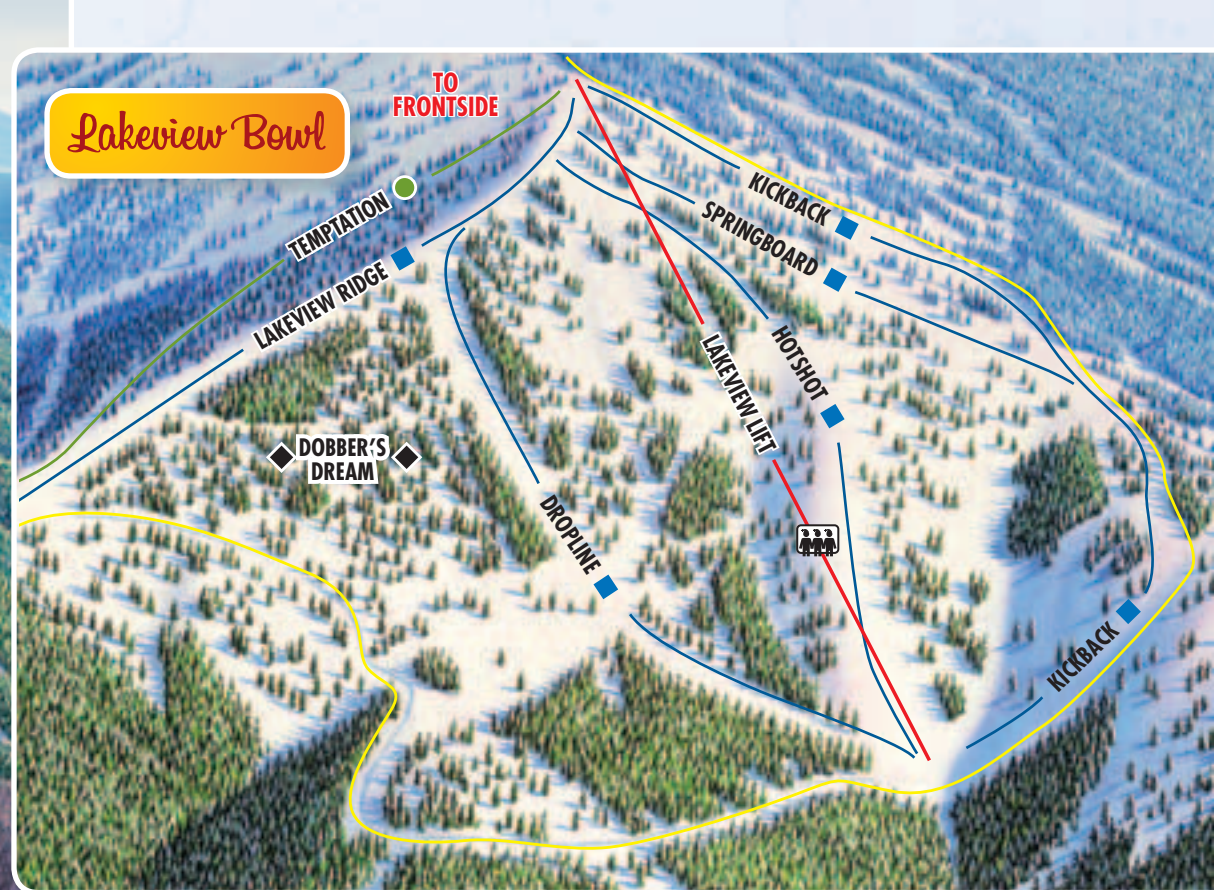 Lakeview Bowl
TO
FRONTSIDE
TEMPTATION
LAKEVIEW RIDGE
KICKBACK
SPRINGBOARD
HOTSHOT
LAKEVIEW LIFT
DOBBER'S
DREAM
DROPLINE
KICKBACK